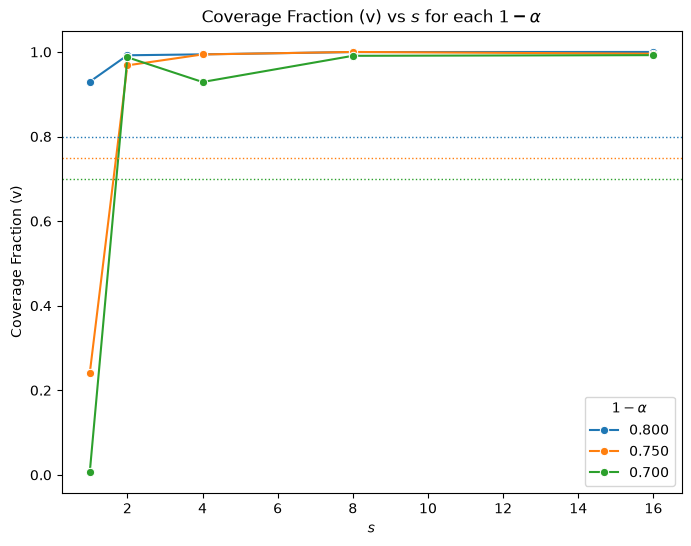 Coverage Fraction (v) vs s for each 1 − α
1.0
0.8
0.6
0.4
0.2
0.0
Coverage Fraction (v)
2 4 6 8 10 12 14 16
s
1 − α
0.800
0.750
0.700